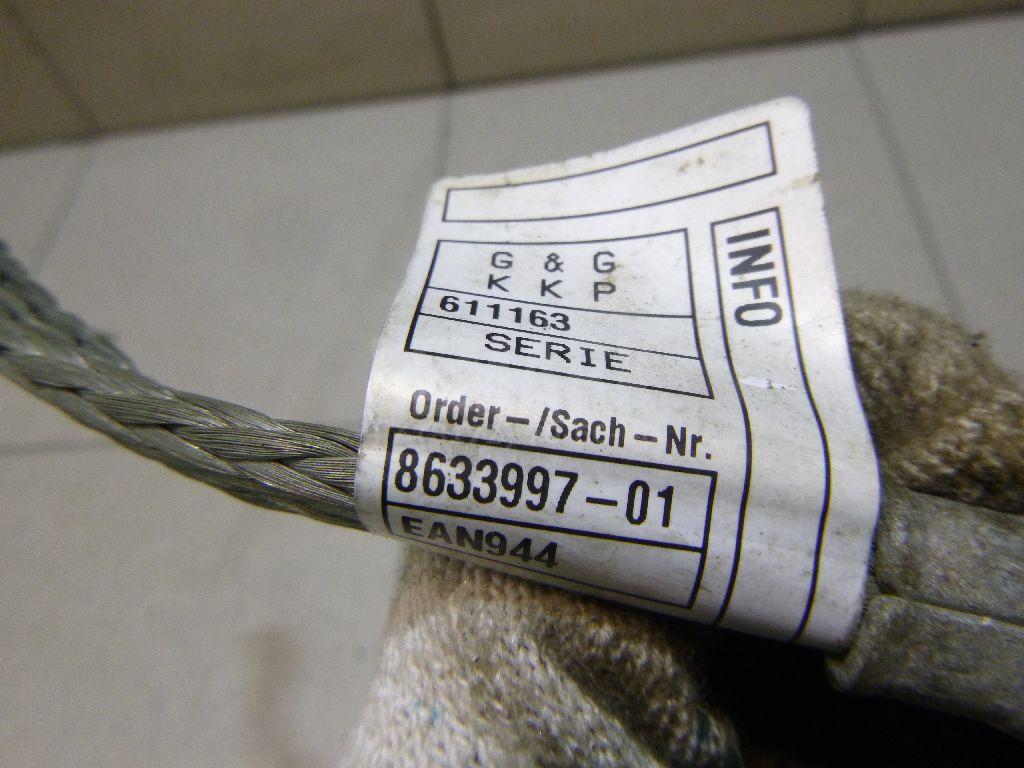 G & G
K K P
611163
SERIE
Order-/Sach-Nr.
8633997-01
EAN944
INFO